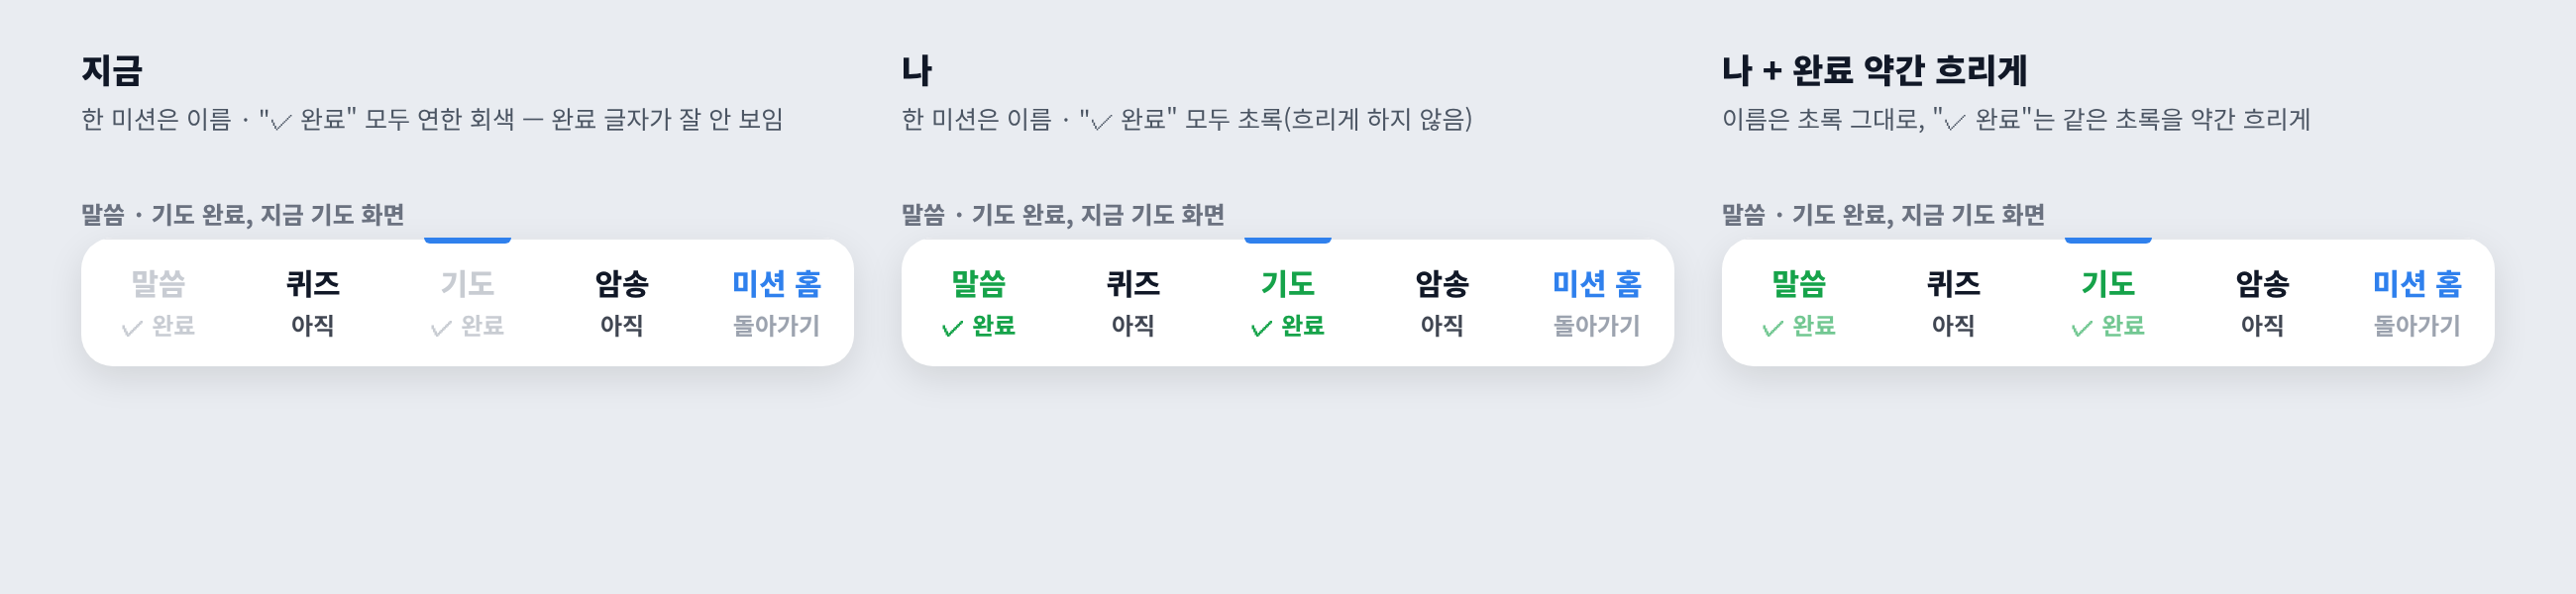 지금
한 미션은 이름 · "✓ 완료" 모두 연한 회색 — 완료 글자가 잘 안 보임
말씀 · 기도 완료, 지금 기도 화면
말씀 퀴즈 기도 암송 미션 홈
✓ 완료 아직 ✓ 완료 아직 돌아가기
나
한 미션은 이름 · "✓ 완료" 모두 초록(흐리게 하지 않음)
말씀 · 기도 완료, 지금 기도 화면
말씀 퀴즈 기도 암송 미션 홈
✓ 완료 아직 ✓ 완료 아직 돌아가기
나 + 완료 약간 흐리게
이름은 초록 그대로, "✓ 완료"는 같은 초록을 약간 흐리게
말씀 · 기도 완료, 지금 기도 화면
말씀 퀴즈 기도 암송 미션 홈
✓ 완료 아직 ✓ 완료 아직 돌아가기